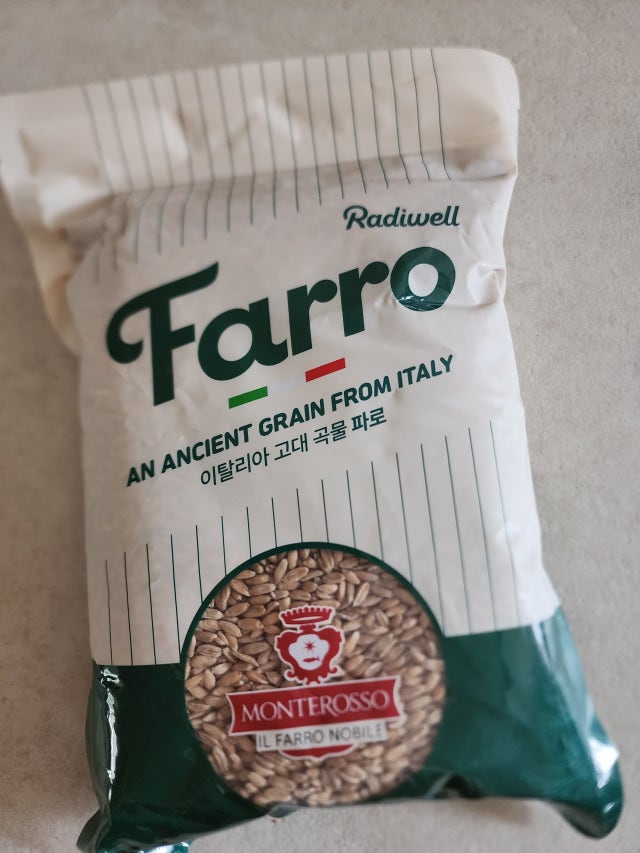 Radiwell
Farro
AN ANCIENT GRAIN FROM ITALY
이탈리아 고대 곡물 파로
MONTEROSSO
IL FARRO NOBILE